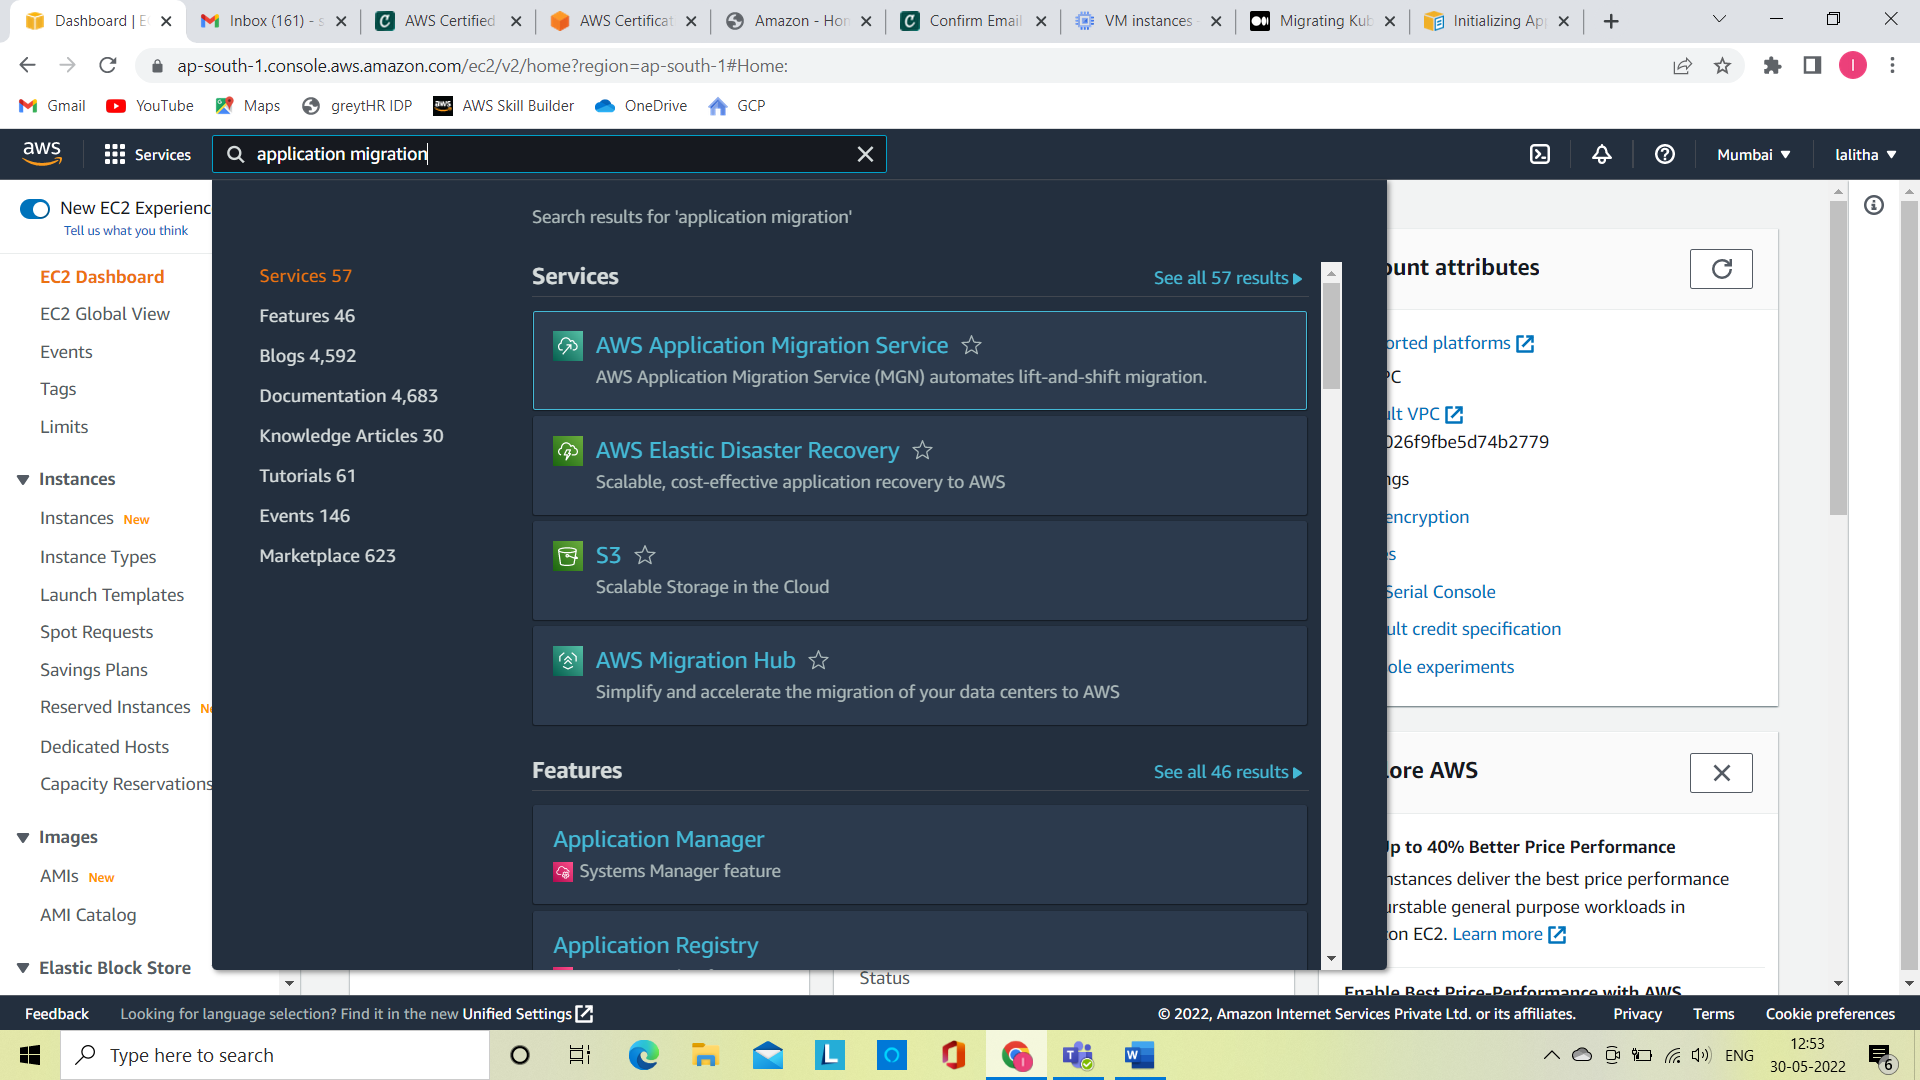 Dashboard | E
Inbox (161) - s
AWS Certified
AWS Certificat
Amazon - Hon
Confirm Email
VM instances -
Migrating Kub
Initializing Ap
ap-south-1.console.aws.amazon.com/ec2/v2/home?region=ap-south-1#Home:
I
Gmail
YouTube
Maps
greytHR IDP
AWS Skill Builder
OneDrive
GCP
aws
Services
application migration
Mumbai
lalitha
New EC2 Experienc
Tell us what you think
EC2 Dashboard
EC2 Global View
Events
Tags
Limits
Instances
Instances New
Instance Types
Launch Templates
Spot Requests
Savings Plans
Reserved Instances
Dedicated Hosts
Capacity Reservations
Images
AMIs New
AMI Catalog
Elastic Block Store
Search results for 'application migration'
Services 57
Features 46
Blogs 4,592
Documentation 4,683
Knowledge Articles 30
Tutorials 61
Events 146
Marketplace 623
Services
See all 57 results
AWS Application Migration Service
AWS Application Migration Service (MGN) automates lift-and-shift migration.
AWS Elastic Disaster Recovery
Scalable, cost-effective application recovery to AWS
S3
Scalable Storage in the Cloud
AWS Migration Hub
Simplify and accelerate the migration of your data centers to AWS
Features
See all 46 results
Application Manager
Systems Manager feature
Application Registry
ount attributes
orted platforms
PC
ult VPC
026f9fbe5d74b2779
ngs
encryption
es
Serial Console
ult credit specification
ole experiments
lore AWS
Up to 40% Better Price Performance
nstances deliver the best price performance
urstable general purpose workloads in
on EC2. Learn more
Enable Best Price-Performance with AWS
Status
Feedback
Looking for language selection? Find it in the new Unified Settings
© 2022, Amazon Internet Services Private Ltd. or its affiliates.
Privacy
Terms
Cookie preferences
Type here to search
ENG
12:53
30-05-2022
6